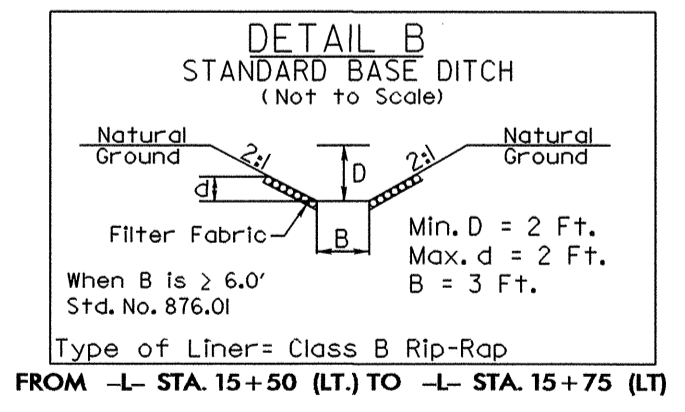 DETAIL B
STANDARD BASE DITCH
(Not to Scale)
Natural
Ground
2:1
D
2:1
Natural
Ground
d
Filter Fabric
B
Min. D = 2 Ft.
Max. d = 2 Ft.
B = 3 Ft.
When B is ≥ 6.0'
Std. No. 876.01
Type of Liner= Class B Rip-Rap
FROM -L- STA. 15+50 (LT.) TO -L- STA. 15+75 (LT)